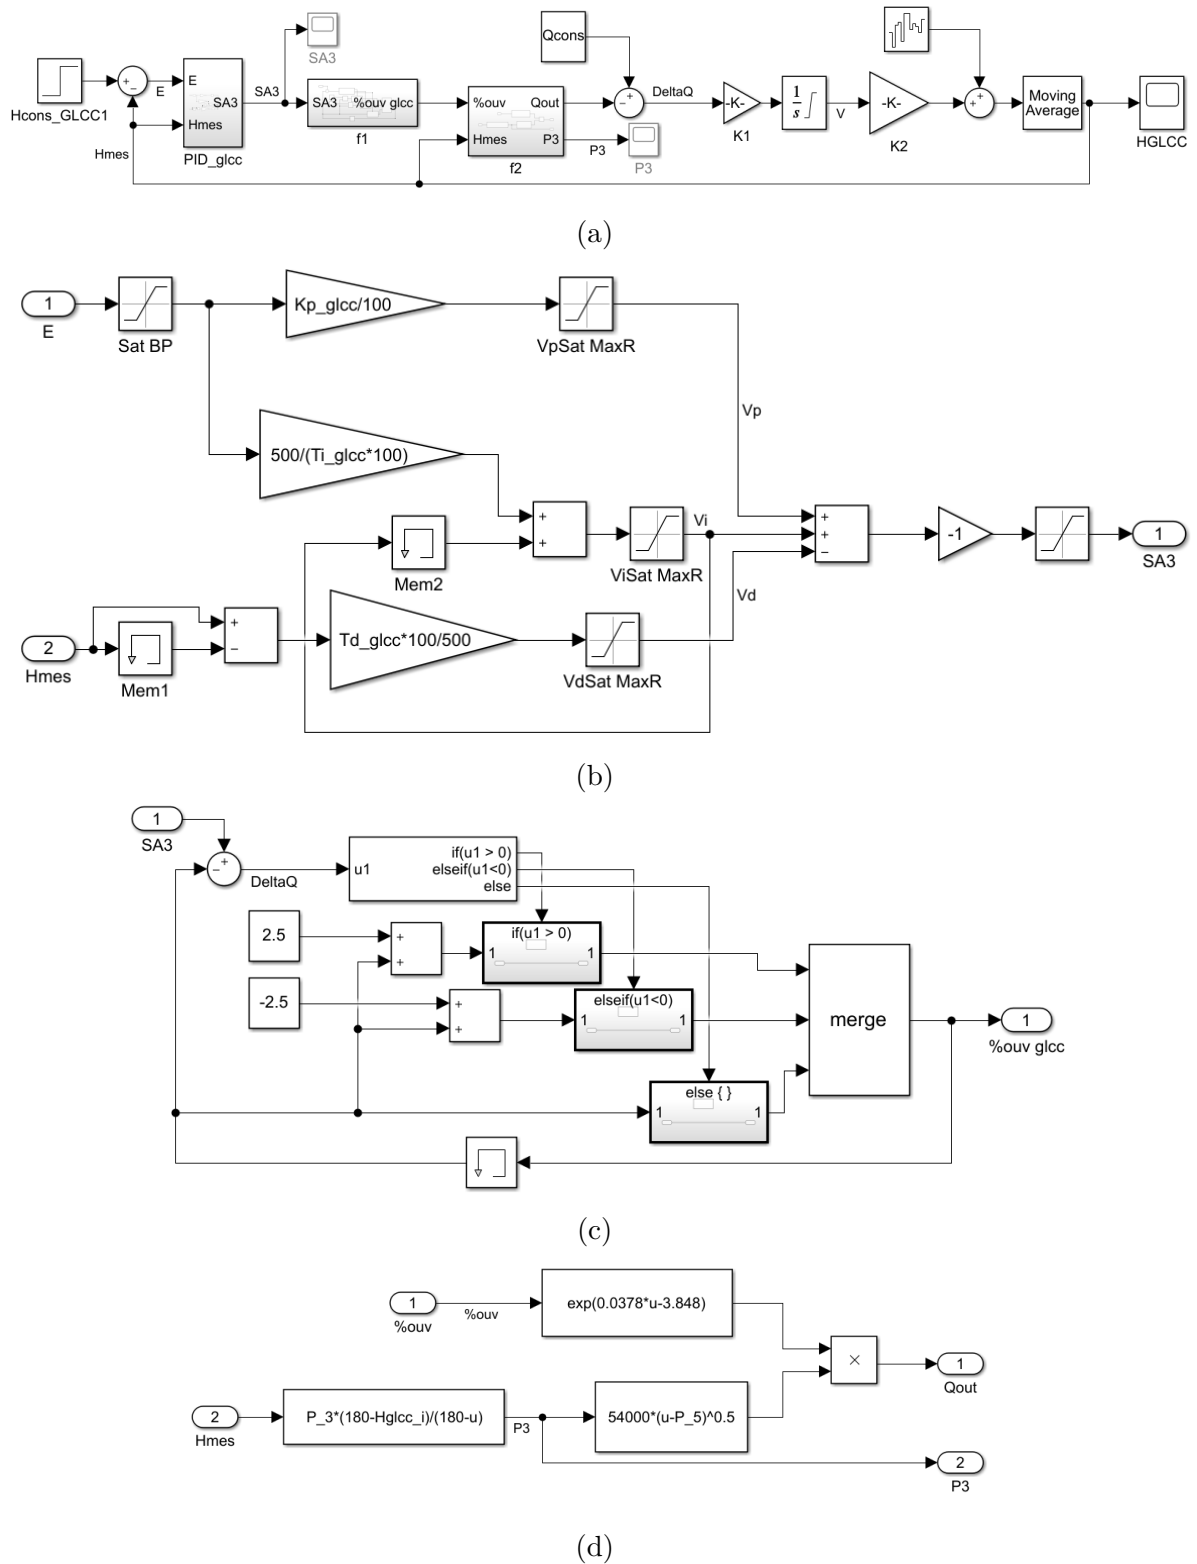 Qcons
SA3
Hcons_GLCC1
+
−
E
E
SA3
Hmes
PID_glcc
SA3
SA3
%ouv glcc
f1
%ouv
Qout
Hmes
P3
f2
−
+
DeltaQ
P3
P3
-K-
K1
1
s
V
-K-
K2
+
+
Moving
Average
HGLCC
Hmes
(a)
1
E
Sat BP
Kp_glcc/100
VpSat MaxR
Vp
500/(Ti_glcc*100)
Mem2
+
+
ViSat MaxR
Vi
+
+
−
-1
1
SA3
Vd
2
Hmes
Mem1
+
−
Td_glcc*100/500
VdSat MaxR
(b)
1
SA3
−
+
DeltaQ
u1
if(u1 > 0)
elseif(u1<0)
else
2.5
+
+
if(u1 > 0)
1
1
-2.5
+
+
elseif(u1<0)
1
1
merge
1
%ouv glcc
else { }
1
1
(c)
1
%ouv
%ouv
exp(0.0378*u-3.848)
×
1
Qout
2
Hmes
P_3*(180-Hglcc_i)/(180-u)
P3
54000*(u-P_5)^0.5
2
P3
(d)